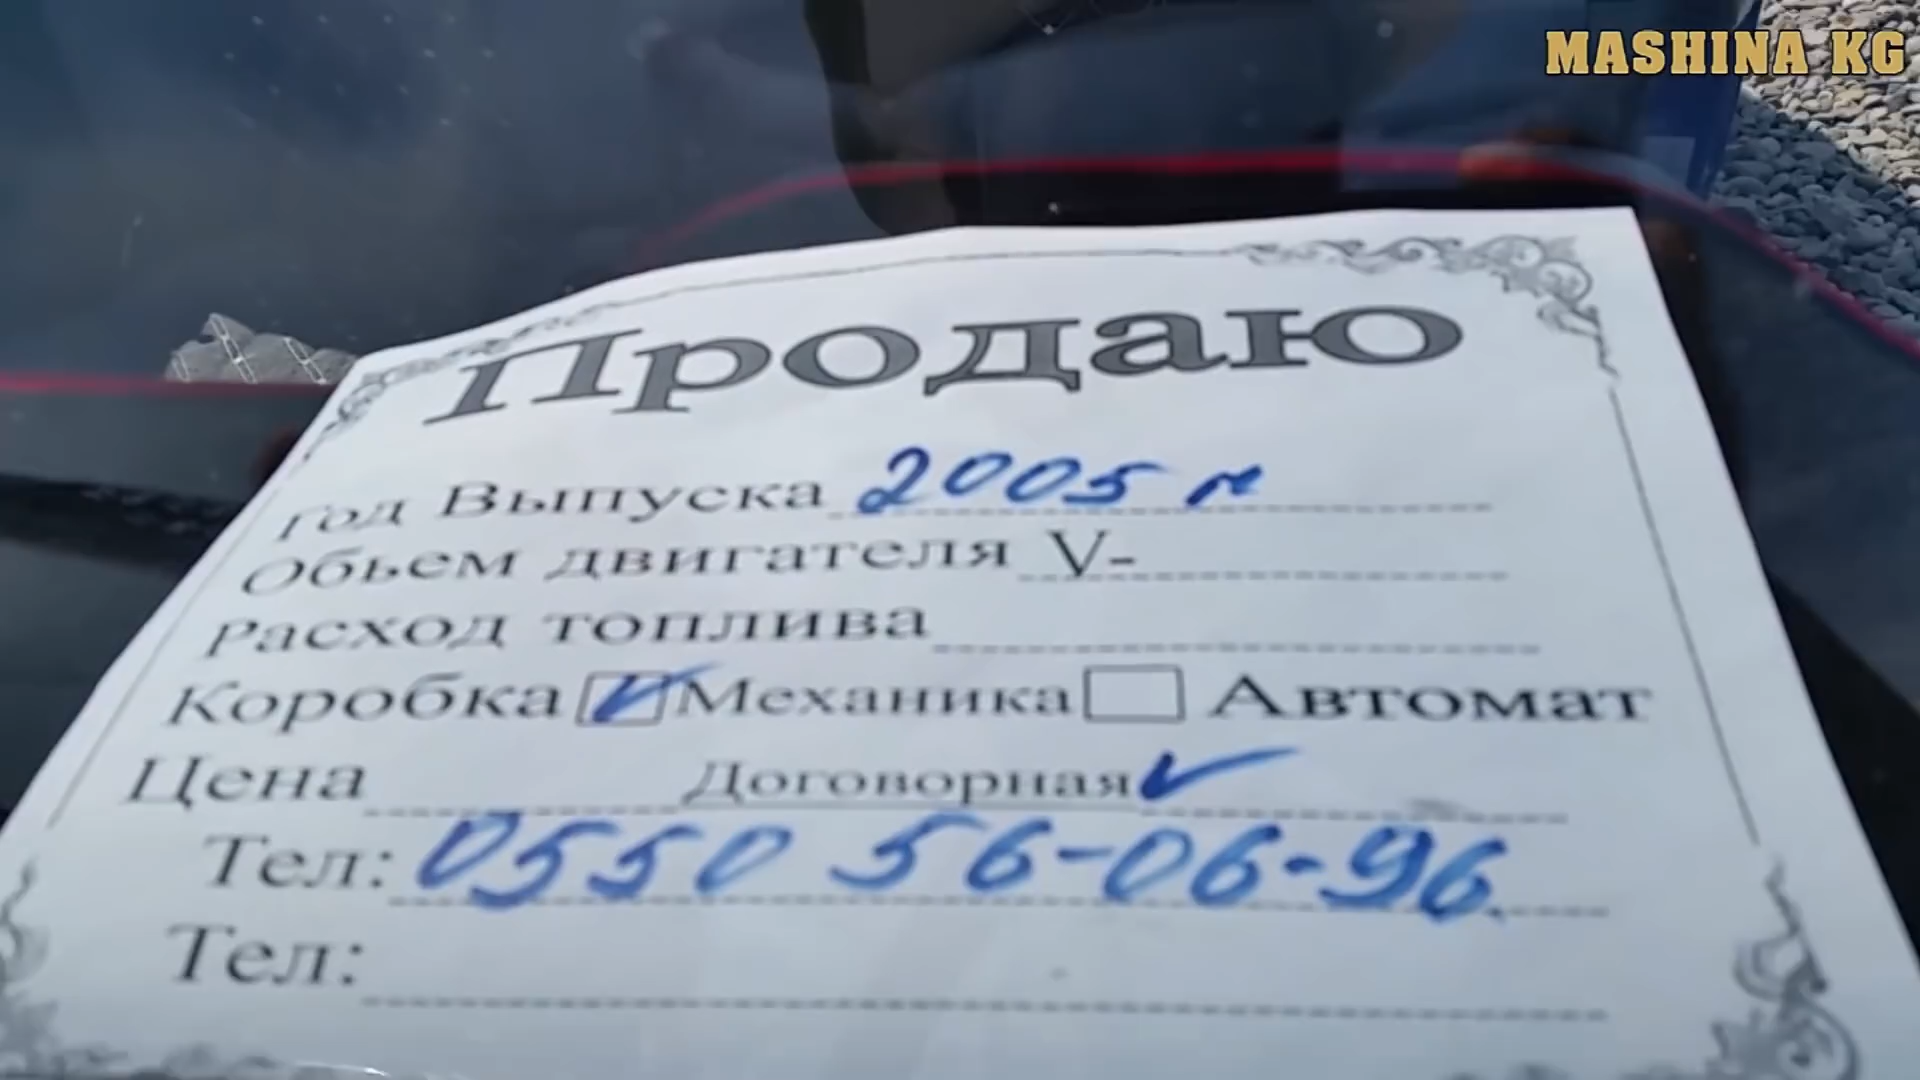 MASHINA KG
Продаю
Год Выпуска 2005 г
Обьем двигателя V-
Расход топлива
Коробка Механика Автомат
Цена Договорная
Тел: 0550 56-06-96.
Тел: